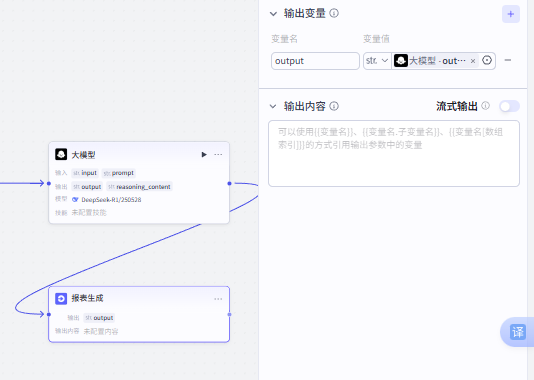 输出变量
变量名 变量值
output str. 大模型 - out···
输出内容 流式输出
可以使用{{变量名}}、{{变量名.子变量名}}、{{变量名[数组
索引]}}的方式引用输出参数中的变量
大模型
输入 str. input str. prompt
输出 str. output str. reasoning_content
模型 DeepSeek-R1/250528
技能 未配置技能
报表生成
输出 str. output
输出内容 未配置内容
译